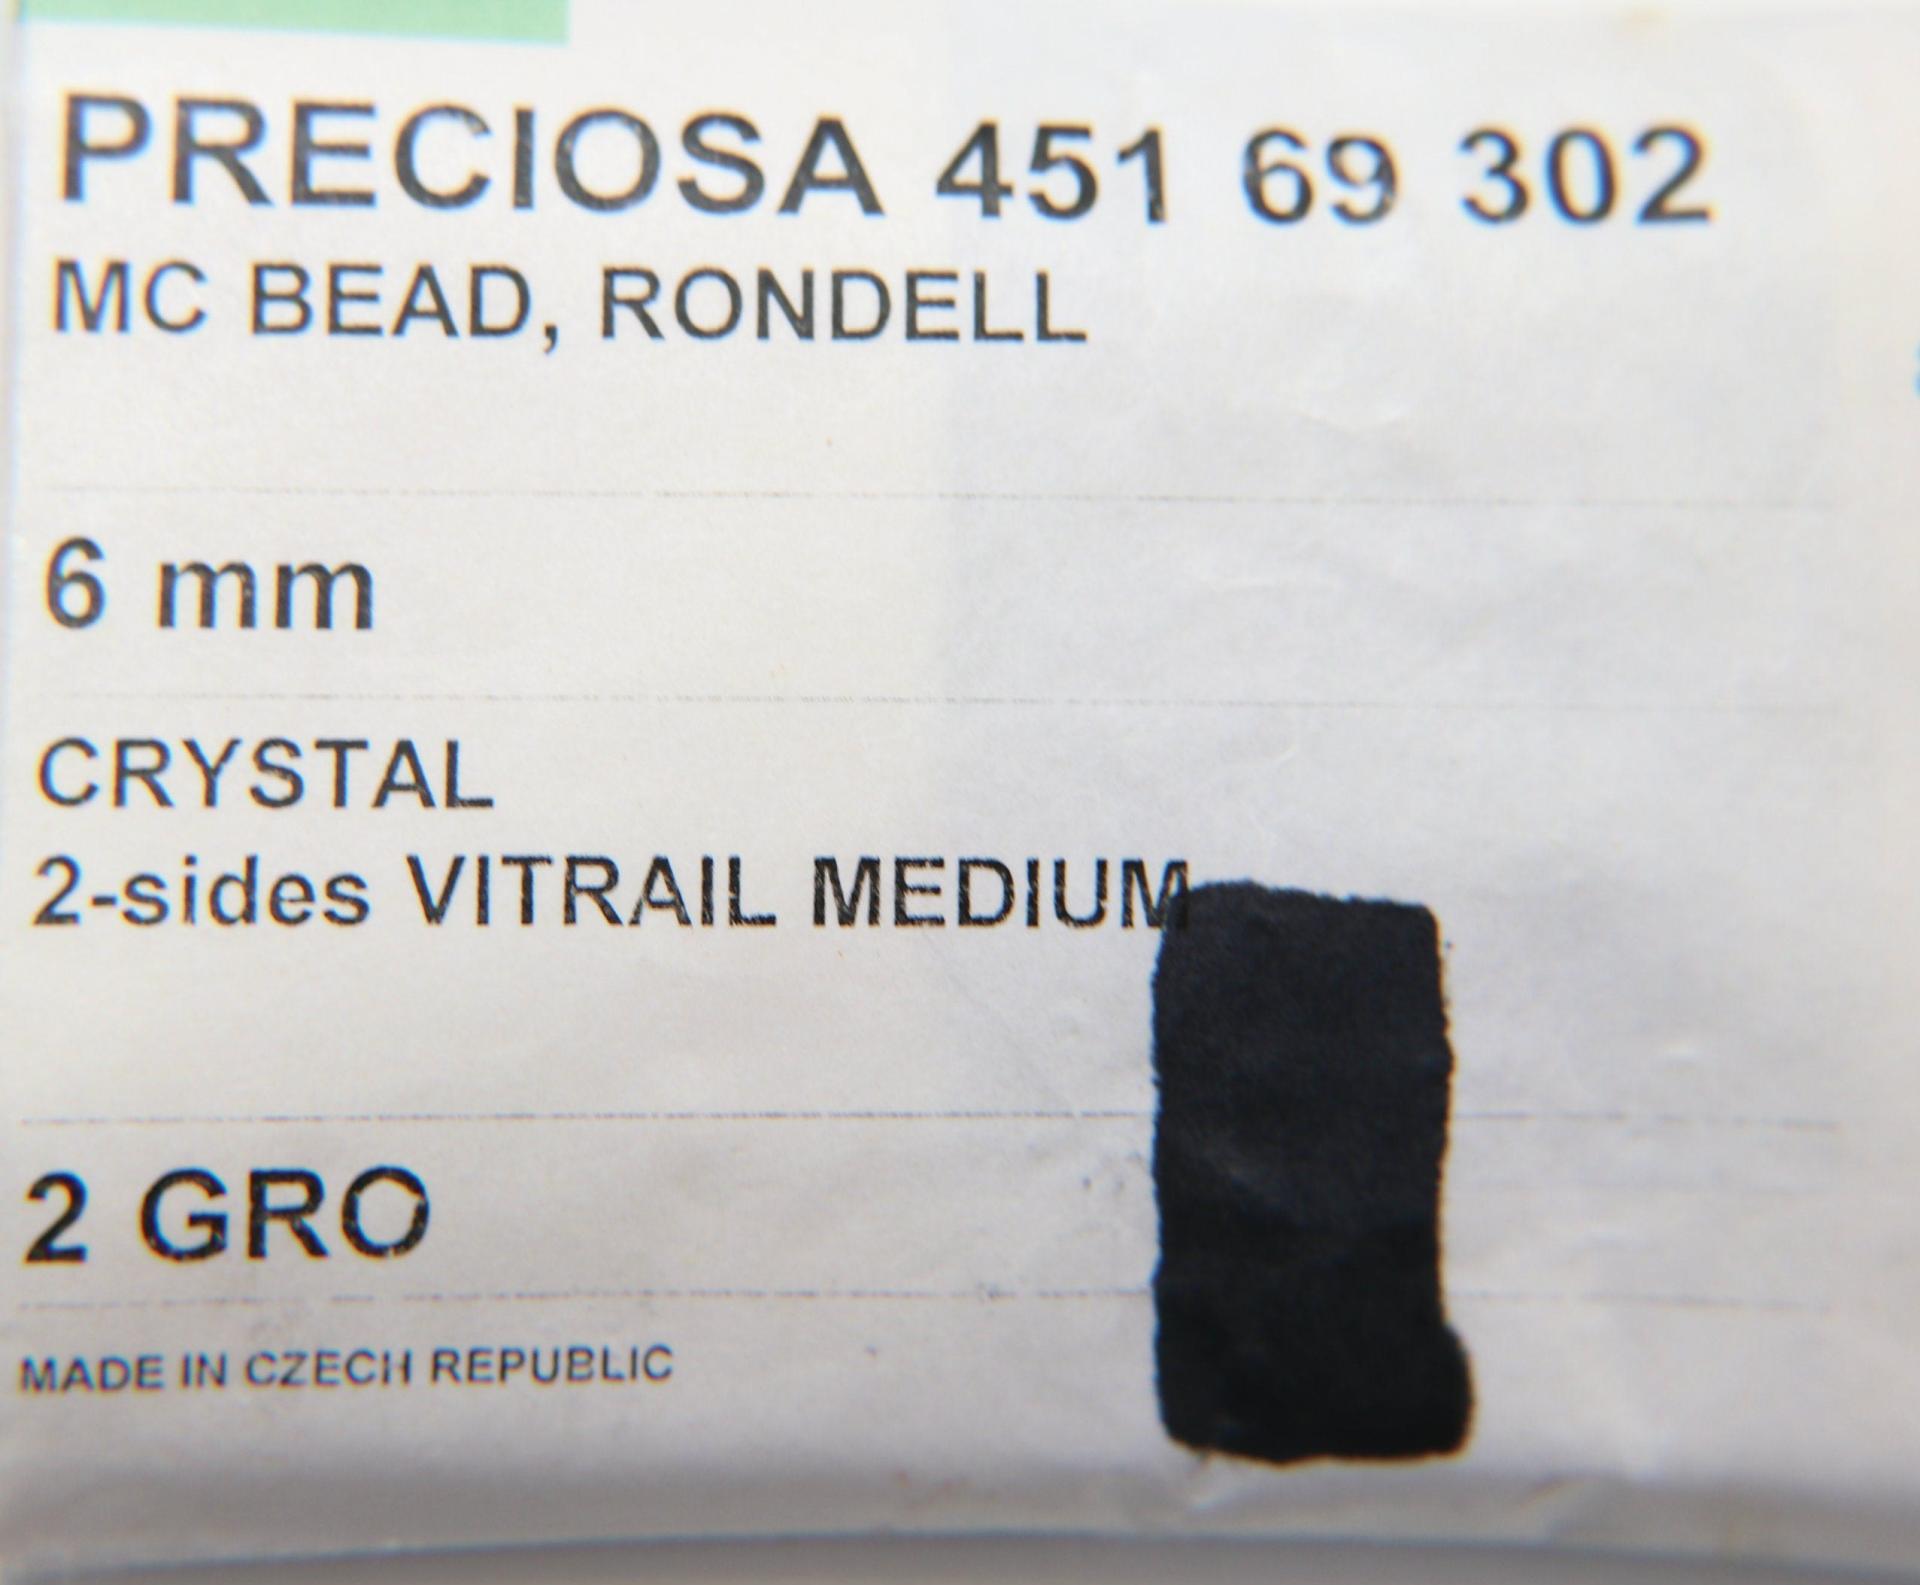 PRECIOSA 451 69 302
MC BEAD, RONDELL
6 mm
CRYSTAL
2-sides VITRAIL MEDIUM
2 GRO
MADE IN CZECH REPUBLIC